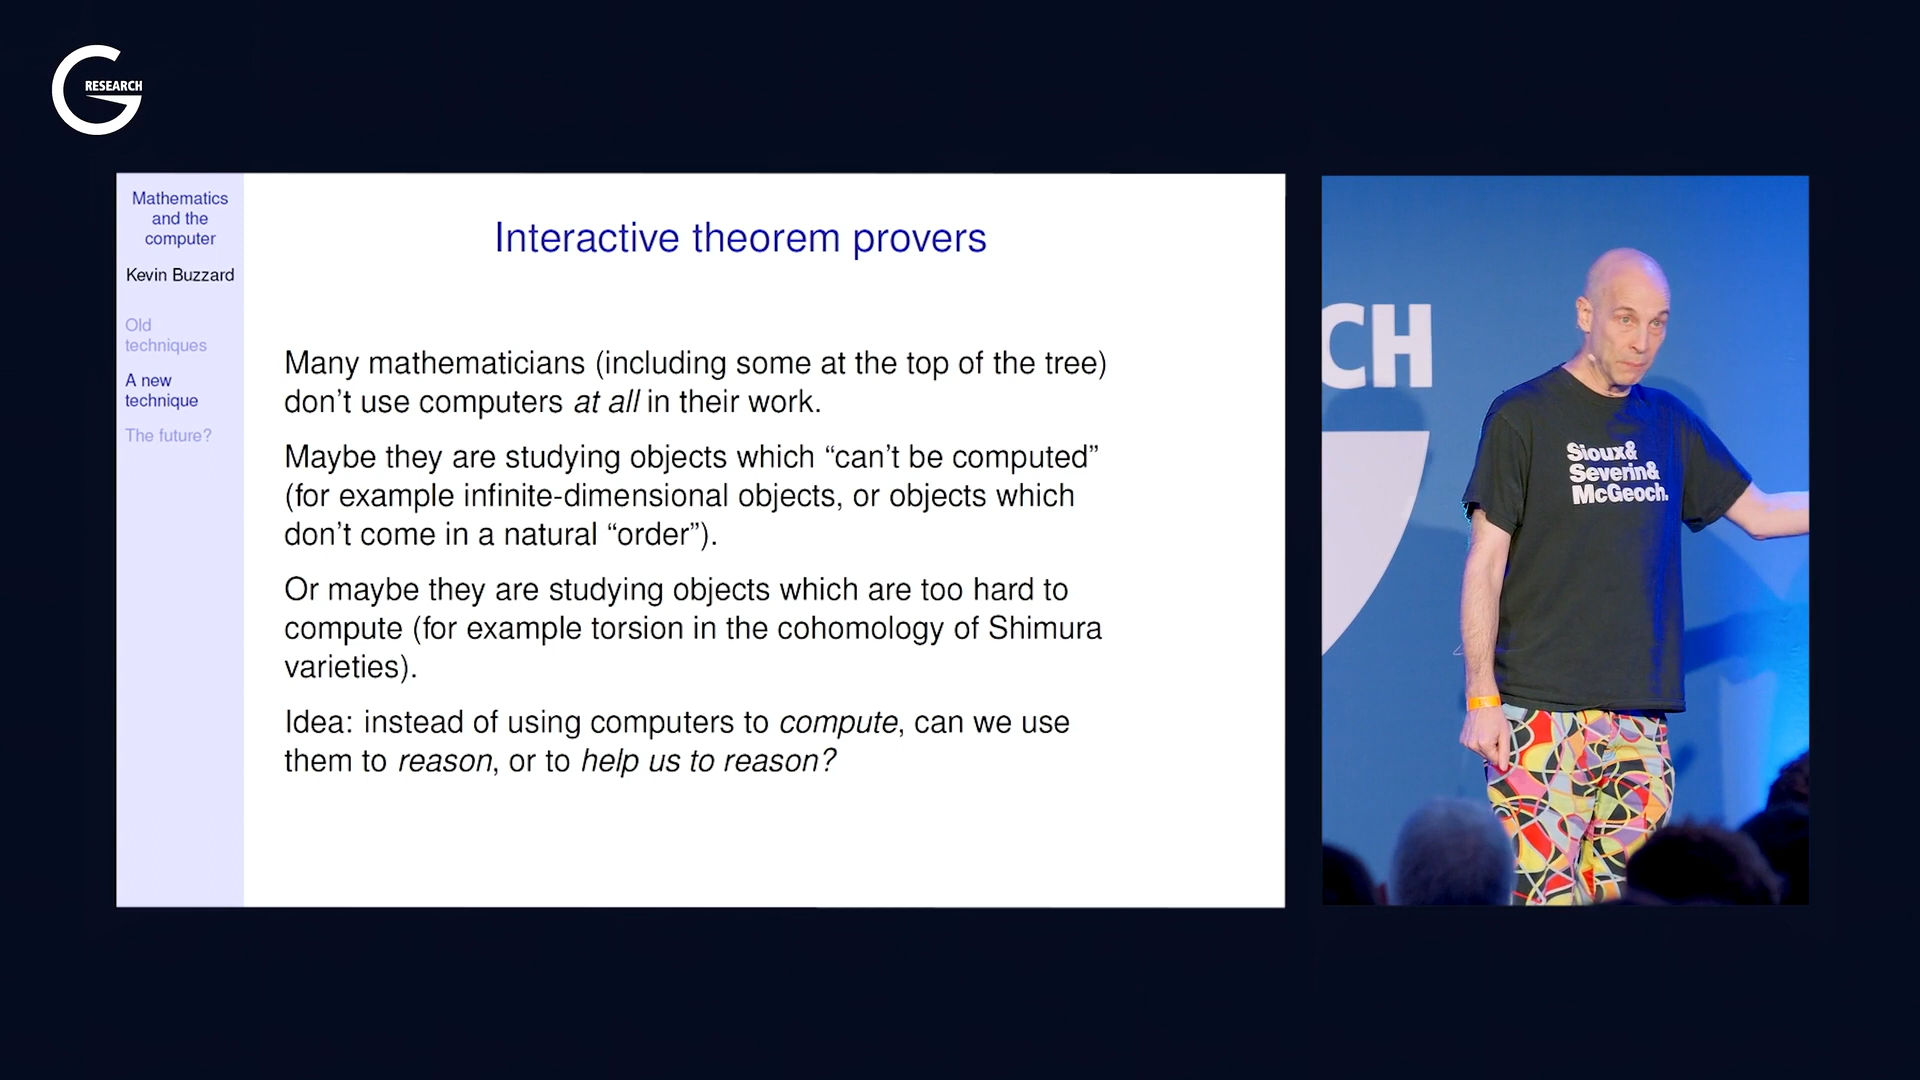 RESEARCH
Mathematics
and the
computer
Kevin Buzzard
Old
techniques
A new
technique
The future?
Interactive theorem provers
Many mathematicians (including some at the top of the tree)
don't use computers at all in their work.
Maybe they are studying objects which “can't be computed”
(for example infinite-dimensional objects, or objects which
don't come in a natural “order”).
Or maybe they are studying objects which are too hard to
compute (for example torsion in the cohomology of Shimura
varieties).
Idea: instead of using computers to compute, can we use
them to reason, or to help us to reason?
CH
Sioux&
Severin&
McGeoch.